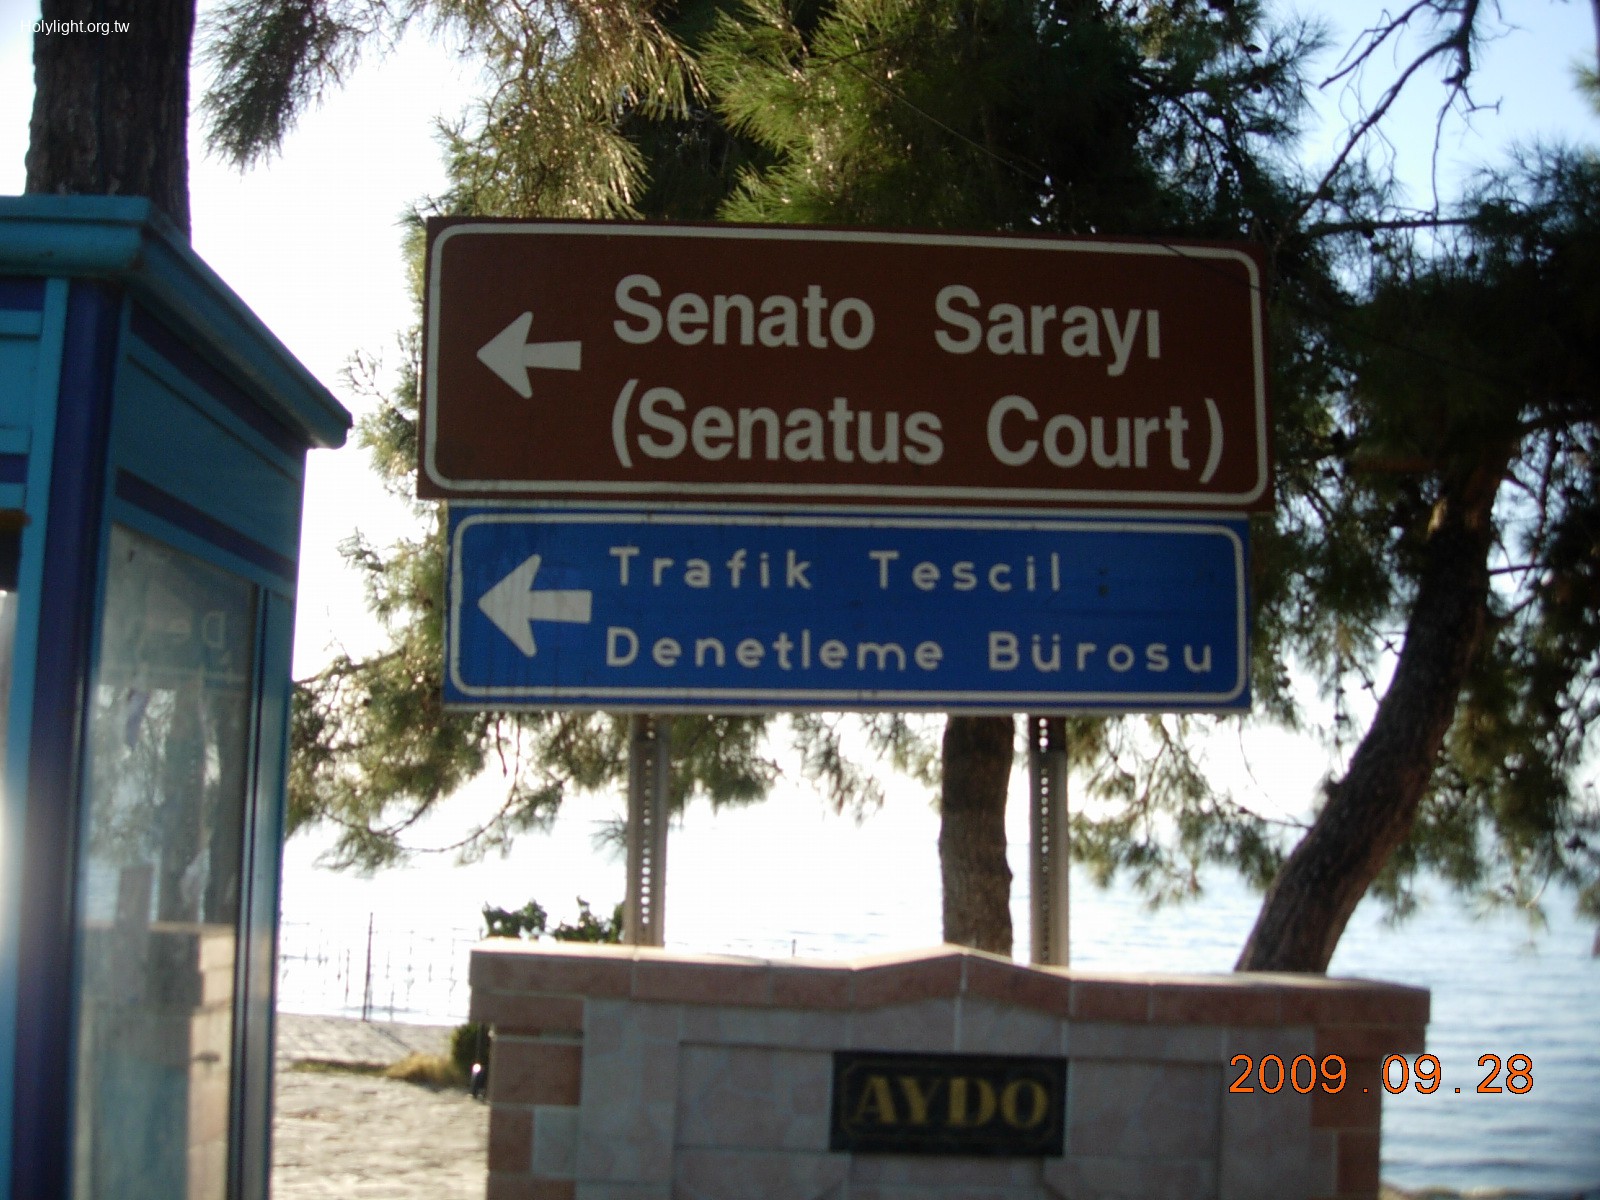 Holylight.org.tw
Senato Sarayı
(Senatus Court)
Trafik Tescil
Denetleme Bürosu
AYDO
2009.09.28